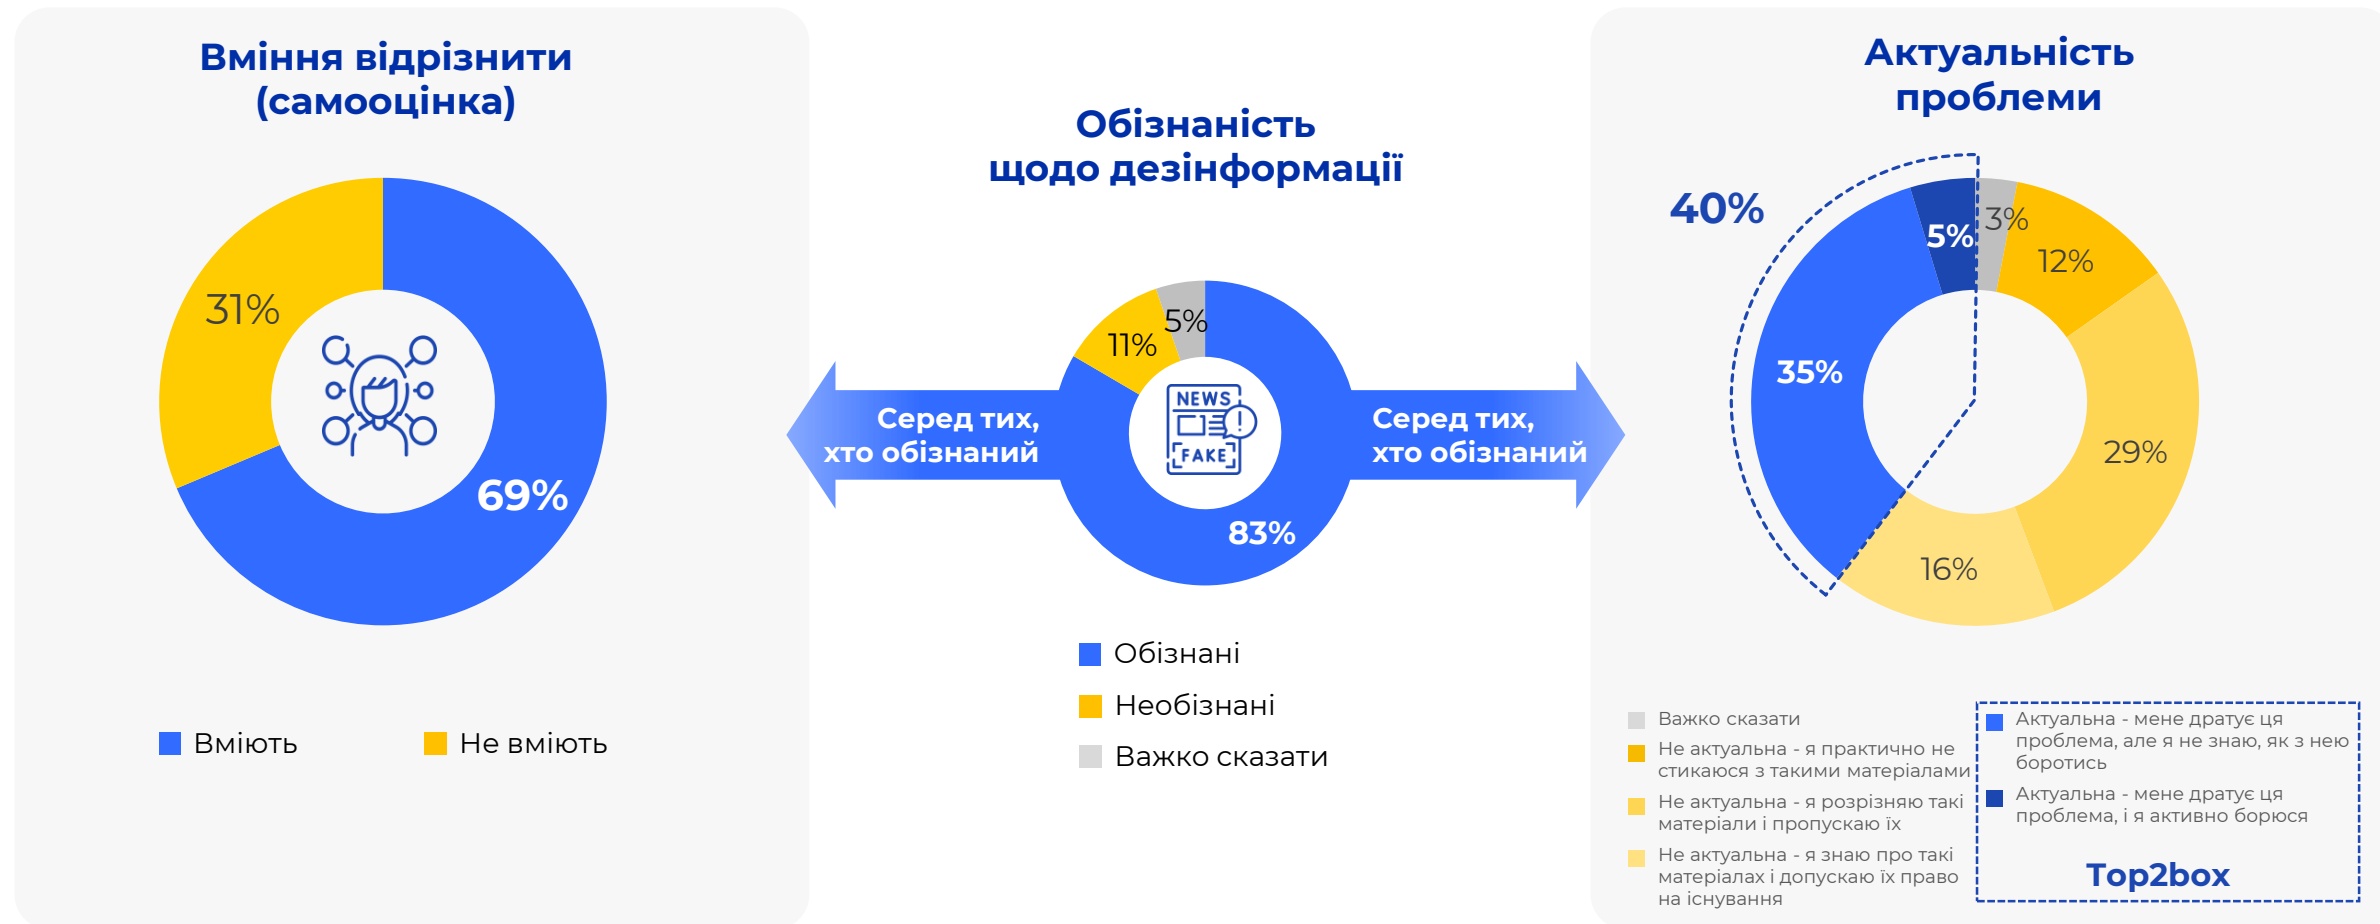 Вміння відрізнити
(самооцінка)
31%
69%
Вміють
Не вміють
Обізнаність
щодо дезінформації
5%
11%
83%
NEWS
FAKE
Серед тих,
хто обізнаний
Серед тих,
хто обізнаний
Обізнані
Необізнані
Важко сказати
Актуальність
проблеми
40%
5%
3%
12%
35%
29%
16%
Важко сказати
Не актуальна - я практично не
стикаюся з такими матеріалами
Не актуальна - я розрізняю такі
матеріали і пропускаю їх
Не актуальна - я знаю про такі
матеріалах і допускаю їх право
на існування
Актуальна - мене дратує ця
проблема, але я не знаю, як з нею
боротись
Актуальна - мене дратує ця
проблема, і я активно борюся
Top2box